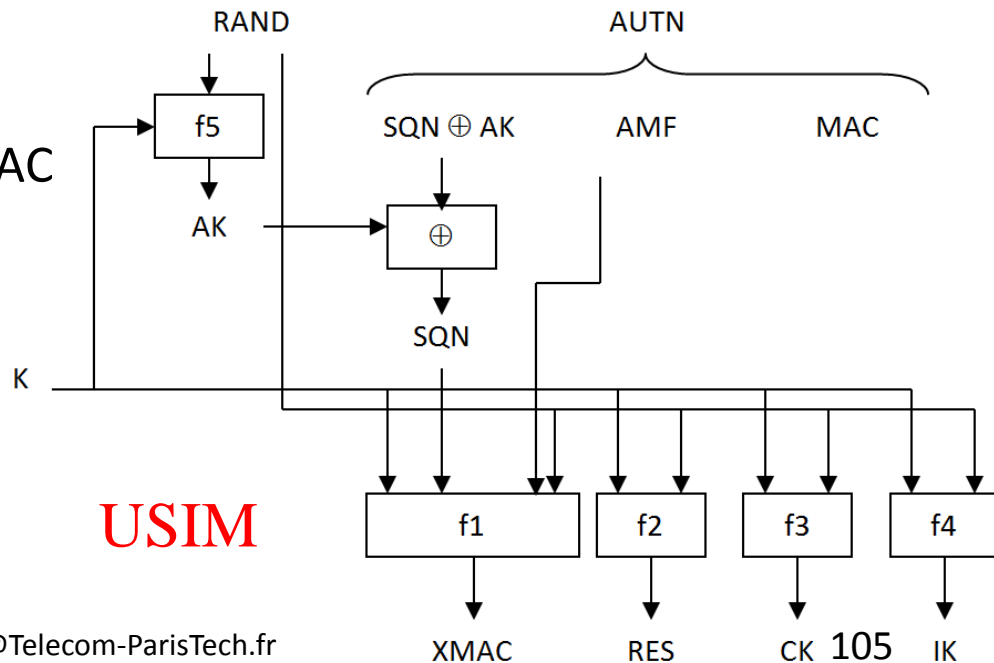 RAND AUTN
f5 SQN ⊕ AK AMF MAC
AC
AK ⊕
SQN
K
USIM f1 f2 f3 f4
Telecom-ParisTech.fr XMAC RES CK 105 IK